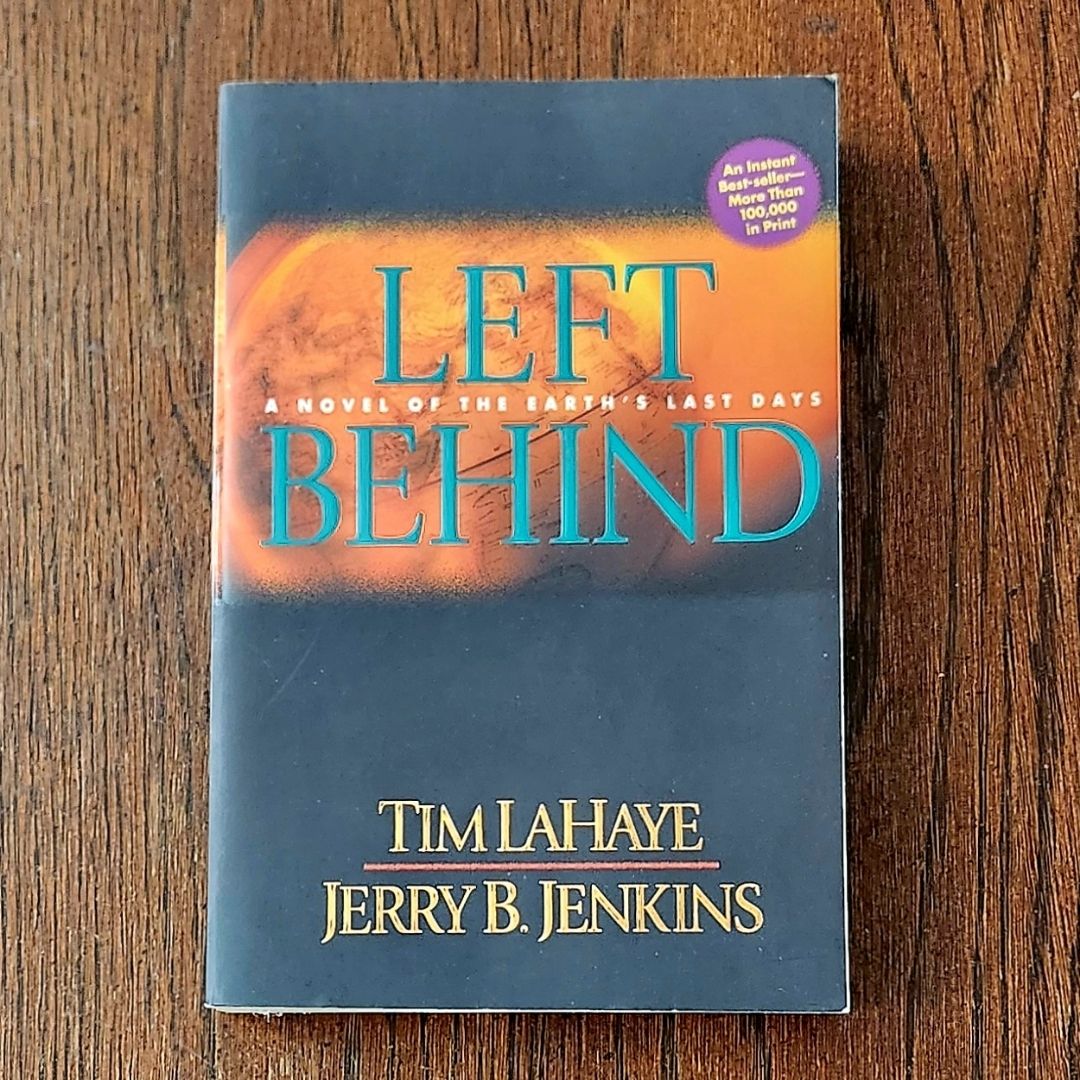 An Instant
Best-seller—
More Than
100,000
in Print
LEFT
A NOVEL OF THE EARTH'S LAST DAYS
BEHIND
TIM LAHAYE
JERRY B. JENKINS